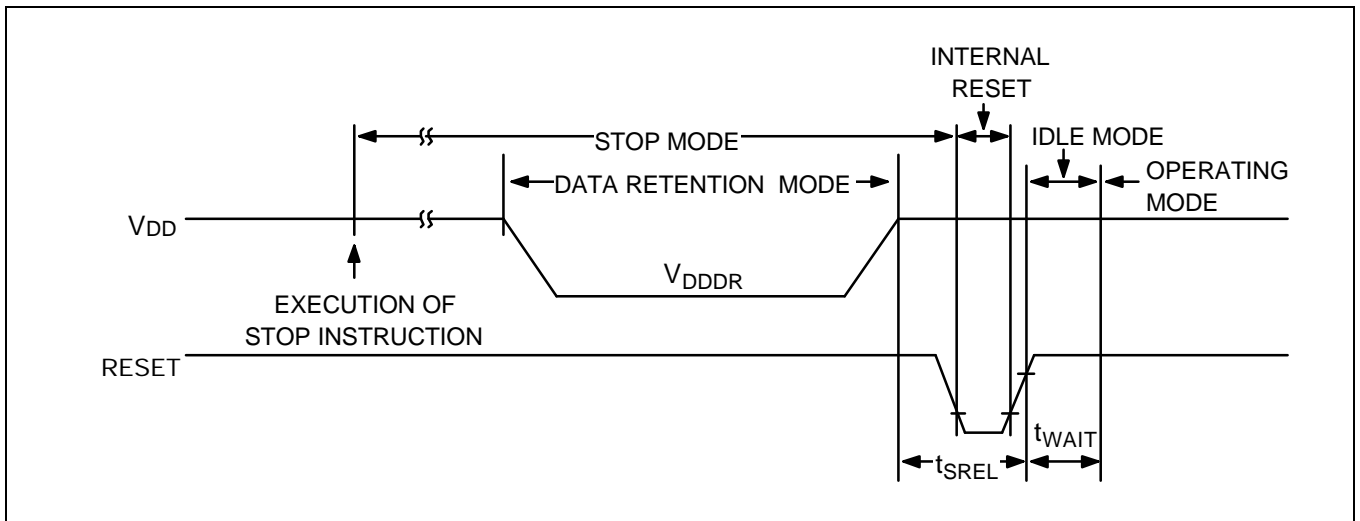 INTERNAL
RESET
STOP MODE
IDLE MODE
DATA RETENTION MODE
OPERATING
MODE
VDD
VDDDR
EXECUTION OF
STOP INSTRUCTION
RESET
tSREL
tWAIT